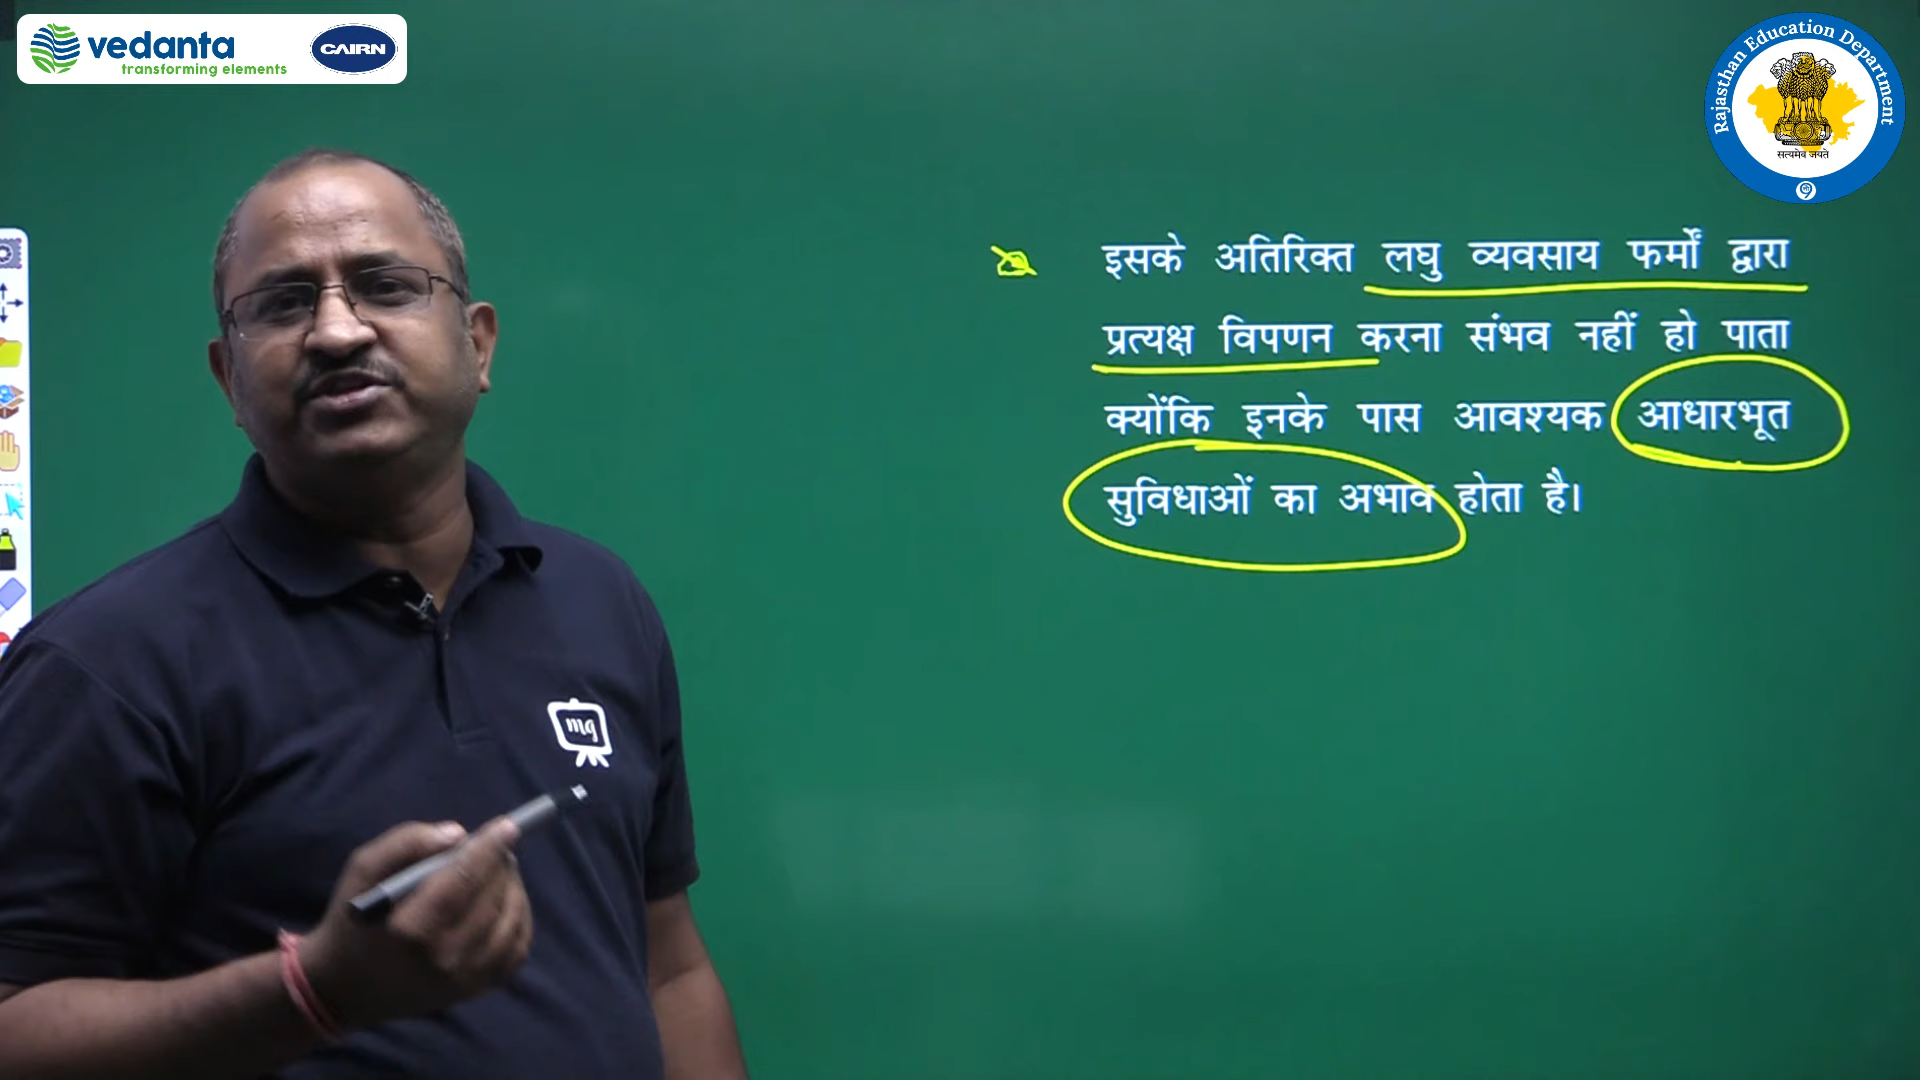 vedanta
transforming elements
CAIRN
Rajasthan Education Department
सत्यमेव जयते
इसके अतिरिक्त लघु व्यवसाय फर्मों द्वारा
प्रत्यक्ष विपणन करना संभव नहीं हो पाता
क्योंकि इनके पास आवश्यक आधारभूत
सुविधाओं का अभाव होता है।
mg